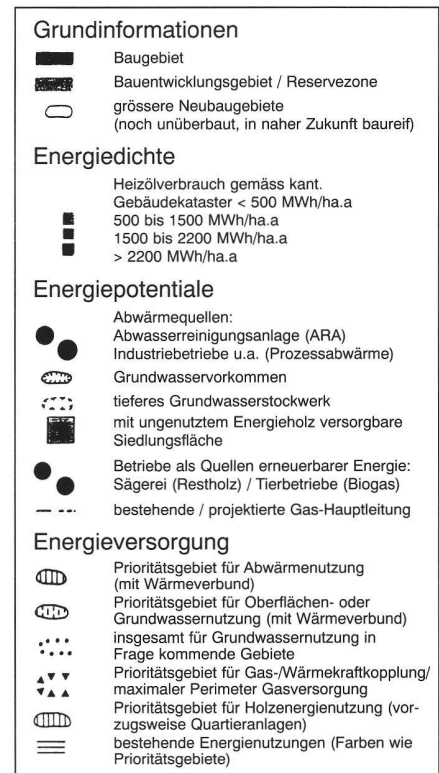 Grundinformationen
Baugebiet
Bauentwicklungsgebiet / Reservezone
grössere Neubaugebiete
(noch unüberbaut, in naher Zukunft baureif)
Energiedichte
Heizölverbrauch gemäss kant.
Gebäudekataster < 500 MWh/ha.a
500 bis 1500 MWh/ha.a
1500 bis 2200 MWh/ha.a
> 2200 MWh/ha.a
Energiepotentiale
Abwärmequellen:
Abwasserreinigungsanlage (ARA)
Industriebetriebe u.a. (Prozessabwärme)
Grundwasservorkommen
tieferes Grundwasserstockwerk
mit ungenutztem Energieholz versorgbare
Siedlungsfläche
Betriebe als Quellen erneuerbarer Energie:
Sägerei (Restholz) / Tierbetriebe (Biogas)
bestehende / projektierte Gas-Hauptleitung
Energieversorgung
Prioritätsgebiet für Abwärmenutzung
(mit Wärmeverbund)
Prioritätsgebiet für Oberflächen- oder
Grundwassernutzung (mit Wärmeverbund)
insgesamt für Grundwassernutzung in
Frage kommende Gebiete
Prioritätsgebiet für Gas-/Wärmekraftkopplung/
maximaler Perimeter Gasversorgung
Prioritätsgebiet für Holzenergienutzung (vor-
zugsweise Quartieranlagen)
bestehende Energienutzungen (Farben wie
Prioritätsgebiete)